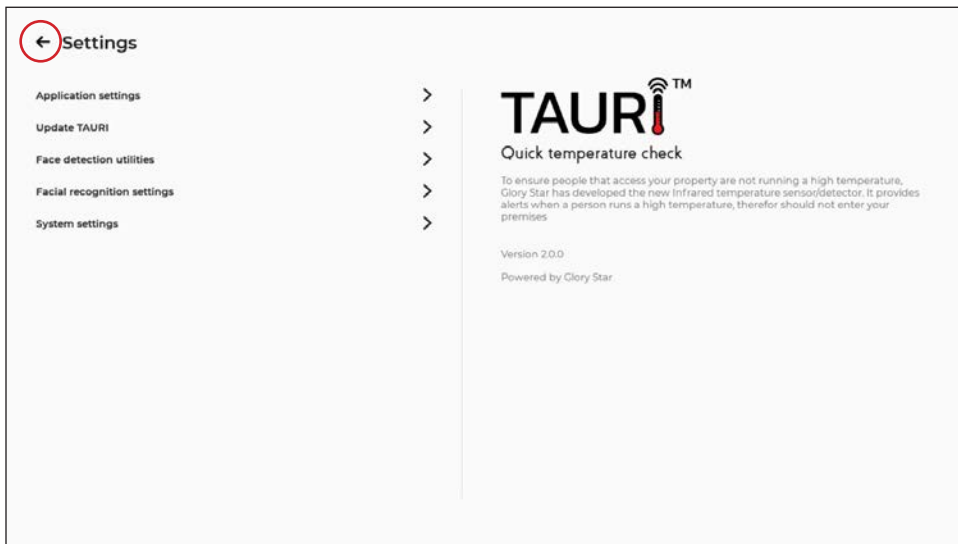 Settings
Application settings
Update TAURI
Face detection utilities
Facial recognition settings
System settings
TAURI™
Quick temperature check
To ensure people that access your property are not running a high temperature,
Glory Star has developed the new Infrared temperature sensor/detector. It provides
alerts when a person runs a high temperature, therefor should not enter your
premises
Version 2.0.0
Powered by Glory Star.